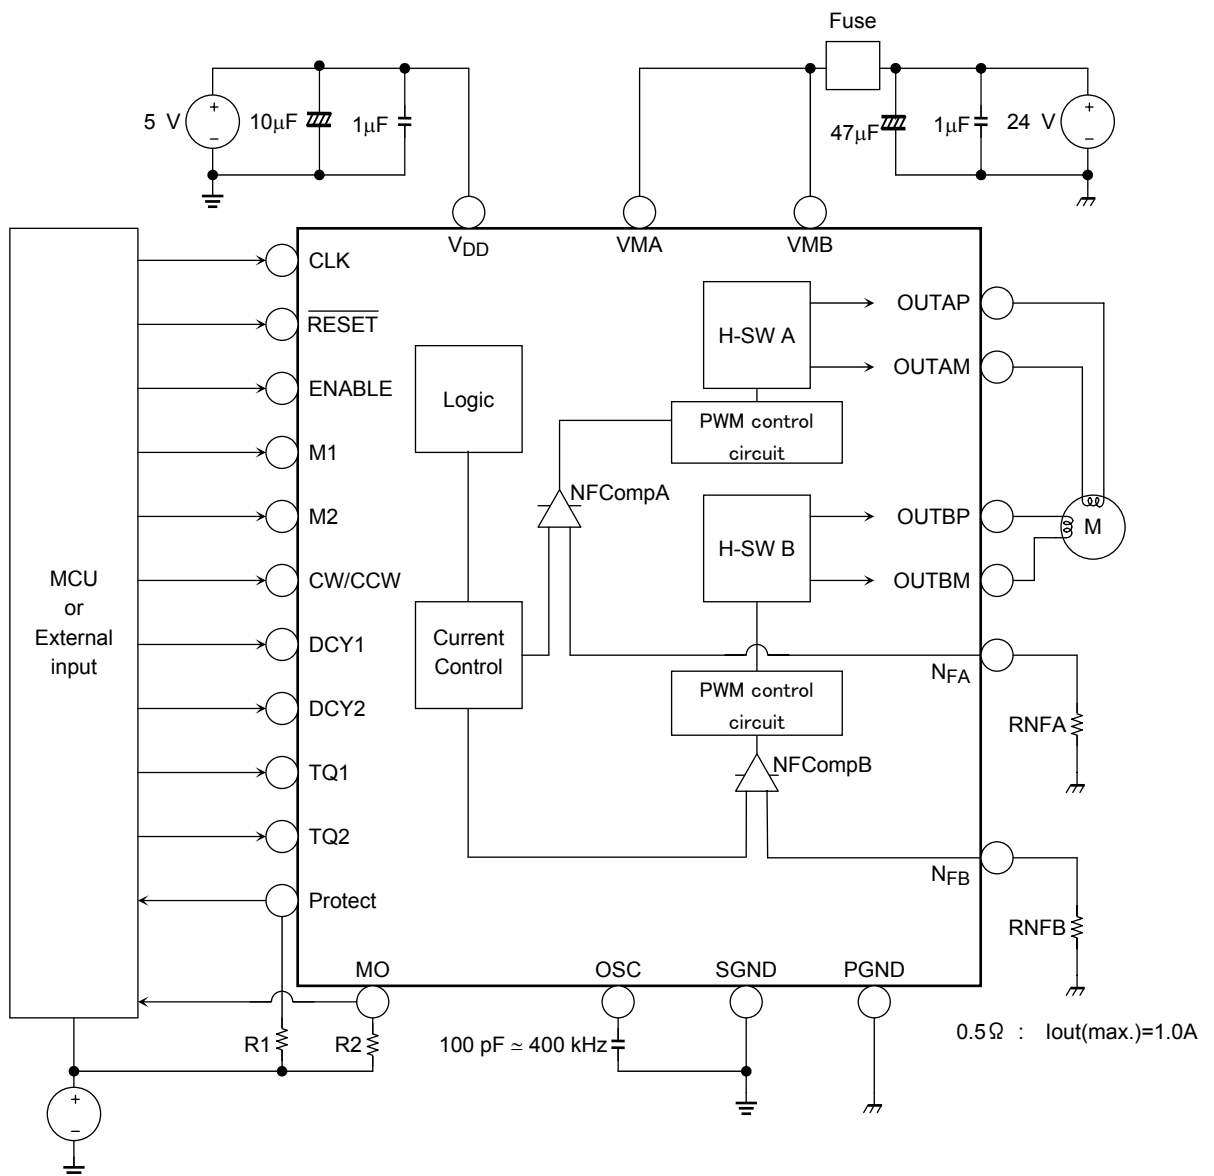 Fuse
5 V
+
−
10μF
1μF
47μF
1μF
24 V
+
−
VDD
VMA
VMB
MCU
or
External
input
CLK
RESET
ENABLE
M1
M2
CW/CCW
DCY1
DCY2
TQ1
TQ2
Protect
Logic
Current
Control
H-SW A
PWM control
circuit
NFCompA
H-SW B
PWM control
circuit
NFCompB
OUTAP
OUTAM
OUTBP
OUTBM
M
NFA
RNFA
NFB
RNFB
MO
OSC
SGND
PGND
R1
R2
100 pF ≃ 400 kHz
0.5Ω : Iout(max.)=1.0A
+
−